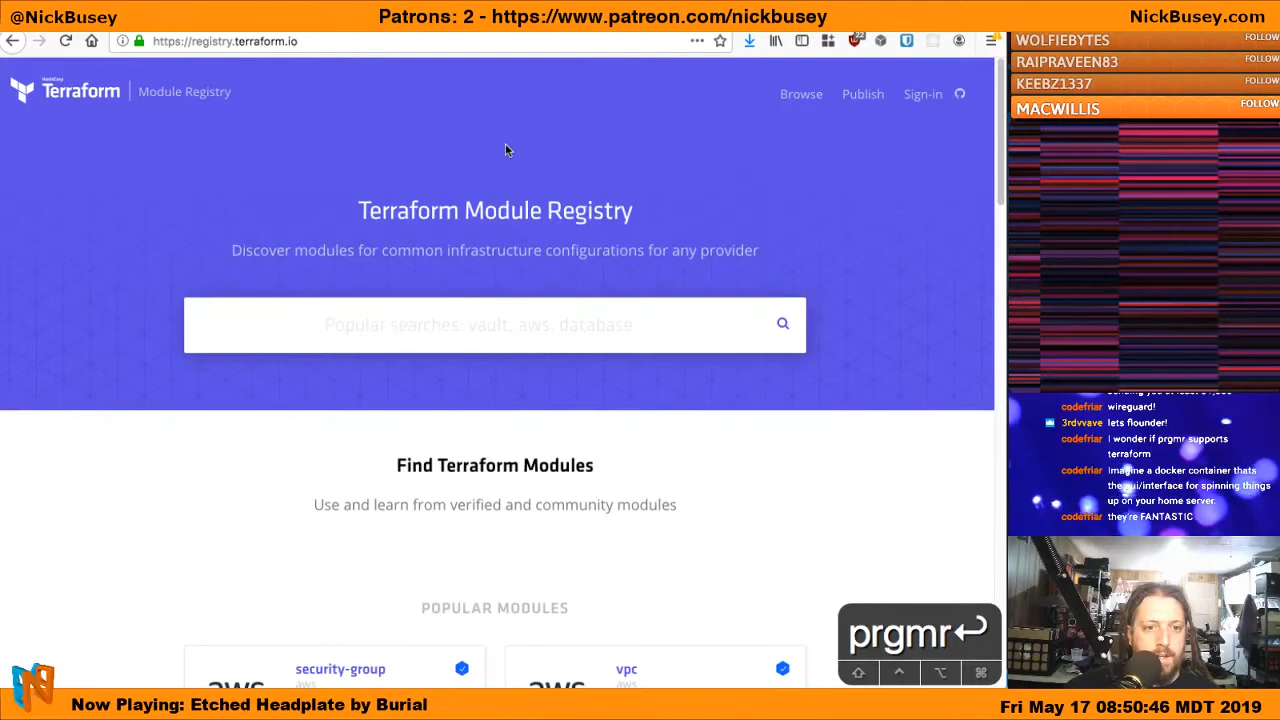 @NickBusey
Patrons: 2 - https://www.patreon.com/nickbusey
NickBusey.com
https://registry.terraform.io
HashiCorp
Terraform
Module Registry
Browse
Publish
Sign-in
Terraform Module Registry
Discover modules for common infrastructure configurations for any provider
Popular searches: vault, aws, database
Find Terraform Modules
Use and learn from verified and community modules
POPULAR MODULES
security-group
aws
vpc
aws
prgmr
WOLFIEBYTES FOLLOW
RAIPRAVEEN83 FOLLOW
KEEBZ1337 FOLLOW
MACWILLIS FOLLOW
codefriar wireguard!
3rdvvave lets flounder!
codefriar I wonder if prgmr supports
terraform
codefriar Imagine a docker container thats
the gui/interface for spinning things
up on your home server.
codefriar they're FANTASTIC
Now Playing: Etched Headplate by Burial
Fri May 17 08:50:46 MDT 2019